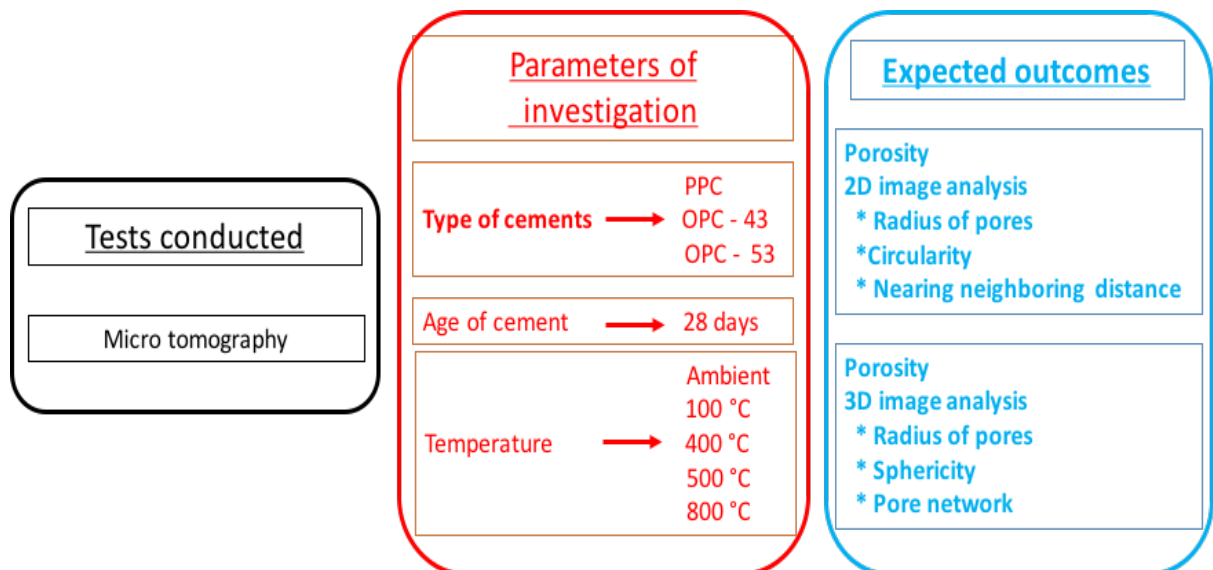 Tests conducted
Micro tomography
Parameters of
investigation
Type of cements
PPC
OPC - 43
OPC - 53
Age of cement
28 days
Temperature
Ambient
100 °C
400 °C
500 °C
800 °C
Expected outcomes
Porosity
2D image analysis
* Radius of pores
*Circularity
* Nearing neighboring distance
Porosity
3D image analysis
* Radius of pores
* Sphericity
* Pore network